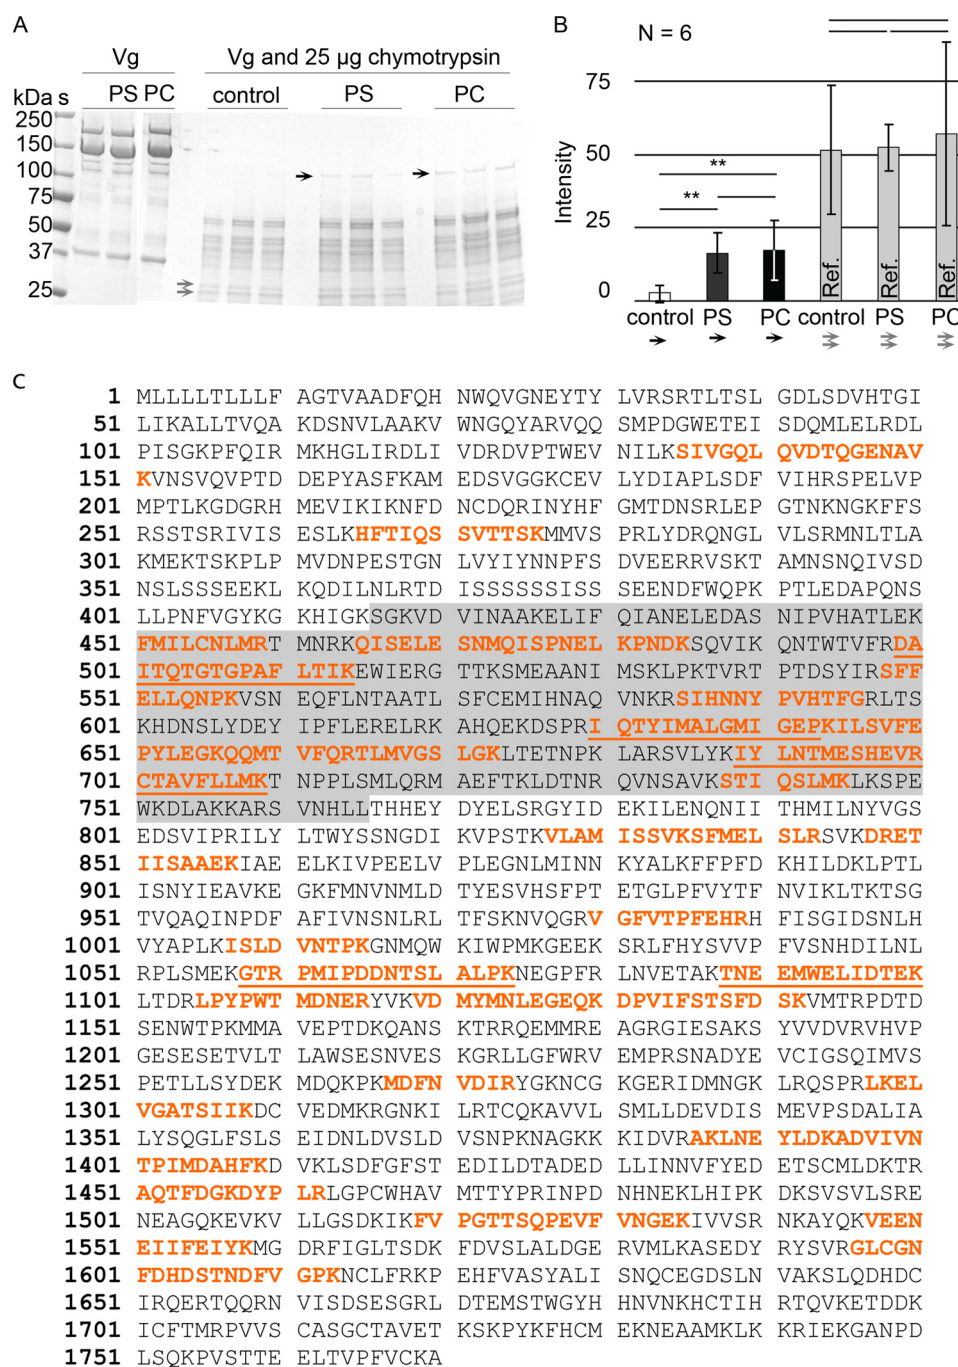 A
Vg
Vg and 25 µg chymotrypsin
kDa s PS PC control PS PC
250
150
100
75
50
37
25
B
N = 6
Intensity
75
50
25
0
**
**
Ref. Ref. Ref.
control PS PC control PS PC
C
1 MLLLLTLLLF AGTVAADFQH NWQVGNEYTY LVRSRTLTSL GDLSDVHTGI
51 LIKALLTVQA KDSNVLAAKV WNGQYARVQQ SMPDGWETEI SDQMLELRDL
101 PISGKPFQIR MKHGLIRDLI VDRDVPTWEV NILKSIVGQL QVDTQGENAV
151 KVNSVQVPTD DEPYASFKAM EDSVGGKCEV LYDIAPLSDF VIHRSPELVP
201 MPTLKGDGRH MEVIKIKNFD NCDQRINYHF GMTDNSRLEP GTNKNGKFFS
251 RSSTSRIVIS ESLKHFTIQS SVTTSKMMVS PRLYDRQNGL VLSRMNLTLA
301 KMEKTSKPLP MVDNPESTGN LVYIYNNPFS DVEERRVSKT AMNSNQIVSD
351 NSLSSSEEKL KQDILNLRTD ISSSSSSISS SEENDFWQPK PTLEDAPQNS
401 LLPNFVGYKG KHIGKSGKVD VINAAKELIF QIANELEDAS NIPVHATLEK
451 FMILCNLMRT MNRKQISELE SNMQISPNEL KPNDKSQVIK QNTWTVFRDA
501 ITQTGTGPAF LTIKEWIERG TTKSMEAANI MSKLPKTVRT PTDSYIRSFF
551 ELLQNPKVSN EQFLNTAATL SFCEMIHNAQ VNKRSIHNNY PVHTFGRLTS
601 KHDNSLYDEY IPFLERELRK AHQEKDSPRI QTYIMALGMI GEPKILSVFE
651 PYLEGKQQMT VFQRTLMVGS LGKLTETNPK LARSVLYKIY LNTMESHEVR
701 CTAVFLLMKT NPPLSMLQRM AEFTKLDTNR QVNSAVKSTI QSLMKLKSPE
751 WKDLAKKARS VNHLLTHHEY DYELSRGYID EKILENQNII THMILNYVGS
801 EDSVIPRILY LTWYSSNGDI KVPSTKVLAM ISSVKSFMEL SLRSVKDRET
851 IISAAEKIAE ELKIVPEELV PLEGNLMINN KYALKFFPFD KHILDKLPTL
901 ISNYIEAVKE GKFMNVNMLD TYESVHSFPT ETGLPFVYTF NVIKLTKTSG
951 TVQAQINPDF AFIVNSNLRL TFSKNVQGRV GFVTPFEHRH FISGIDSNLH
1001 VYAPLKISLD VNTPKGNMQW KIWPMKGEEK SRLFHYSVVP FVSNHDILNL
1051 RPLSMEKGTR PMIPDDNTSL ALPKNEGPFR LNVETAKTNE EMWELIDTEK
1101 LTDRLPYPWT MDNERYVKVD MYMNLEGEQK DPVIFSTSFD SKVMTRPDTD
1151 SENWTPKMMA VEPTDKQANS KTRRQEMMRE AGRGIESAKS YVVDVRVHVP
1201 GESESETVLT LAWSESNVES KGRLLGFWRV EMPRSNADYE VCIGSQIMVS
1251 PETLLSYDEK MDQKPKMDFN VDIRYGKNCG KGERIDMNGK LRQSPRLKEL
1301 VGATSIIKDC VEDMKRGNKI LRTCQKAVVL SMLLDEVDIS MEVPSDALIA
1351 LYSQGLFSLS EIDNLDVSLD VSNPKNAGKK KIDVRAKLNE YLDKADVIVN
1401 TPIMDAHFKD VKLSDFGFST EDILDTADED LLINNVFYED ETSCMLDKTR
1451 AQTFDGKDYP LRLGPCWHAV MTTYPRINPD NHNEKLHIPK DKSVSVLSRE
1501 NEAGQKEVKV LLGSDKIKFV PGTTSQPEVF VNGEKIVVSR NKAYQKVEEN
1551 EIIFEIYKMG DRFIGLTSDK FDVSLALDGE RVMLKASEDY RYSVRGLCGN
1601 FDHDSTNDFV GPKNCLFRKP EHFVASYALI SNQCEGDSLN VAKSLQDHDC
1651 IRQERTQQRN VISDSESGRL DTEMSTWGYH HNVNKHCTIH RTQVKETDDK
1701 ICFTMRPVVS CASGCTAVET KSKPYKFHCM EKNEAAMKLK KRIEKGANPD
1751 LSQKPVSTTE ELTVPFVCKA